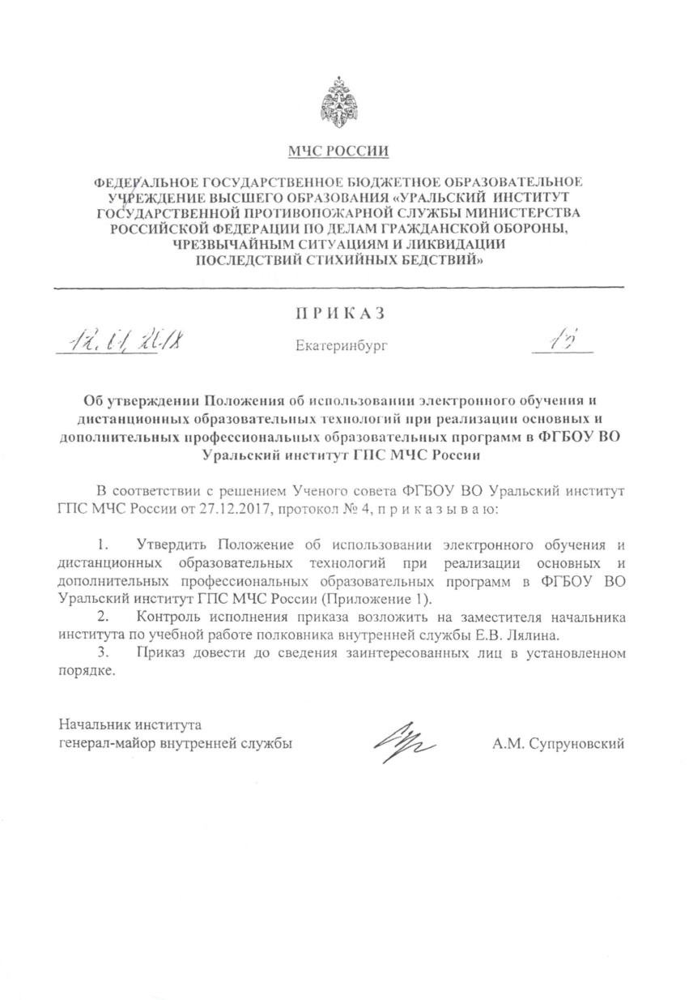 МЧС РОССИИ
ФЕДЕРАЛЬНОЕ ГОСУДАРСТВЕННОЕ БЮДЖЕТНОЕ ОБРАЗОВАТЕЛЬНОЕ
УЧРЕЖДЕНИЕ ВЫСШЕГО ОБРАЗОВАНИЯ «УРАЛЬСКИЙ ИНСТИТУТ
ГОСУДАРСТВЕННОЙ ПРОТИВОПОЖАРНОЙ СЛУЖБЫ МИНИСТЕРСТВА
РОССИЙСКОЙ ФЕДЕРАЦИИ ПО ДЕЛАМ ГРАЖДАНСКОЙ ОБОРОНЫ,
ЧРЕЗВЫЧАЙНЫМ СИТУАЦИЯМ И ЛИКВИДАЦИИ
ПОСЛЕДСТВИЙ СТИХИЙНЫХ БЕДСТВИЙ»
П Р И К А З
12.01.2018 Екатеринбург
Об утверждении Положения об использовании электронного обучения и
дистанционных образовательных технологий при реализации основных и
дополнительных профессиональных образовательных программ в ФГБОУ ВО
Уральский институт ГПС МЧС России
В соответствии с решением Ученого совета ФГБОУ ВО Уральский институт
ГПС МЧС России от 27.12.2017, протокол № 4, п р и к а з ы в а ю:
1. Утвердить Положение об использовании электронного обучения и
дистанционных образовательных технологий при реализации основных и
дополнительных профессиональных образовательных программ в ФГБОУ ВО
Уральский институт ГПС МЧС России (Приложение 1).
2. Контроль исполнения приказа возложить на заместителя начальника
института по учебной работе полковника внутренней службы Е.В. Лялина.
3. Приказ довести до сведения заинтересованных лиц в установленном
порядке.
Начальник института
генерал-майор внутренней службы А.М. Супруновский